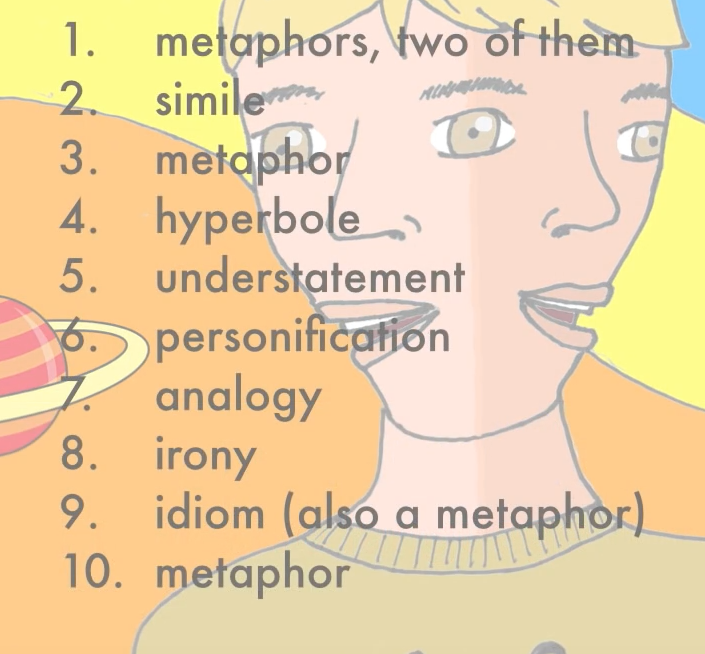 1. metaphors, two of them
2. simile
3. metaphor
4. hyperbole
5. understatement
6. personification
7. analogy
8. irony
9. idiom (also a metaphor)
10. metaphor